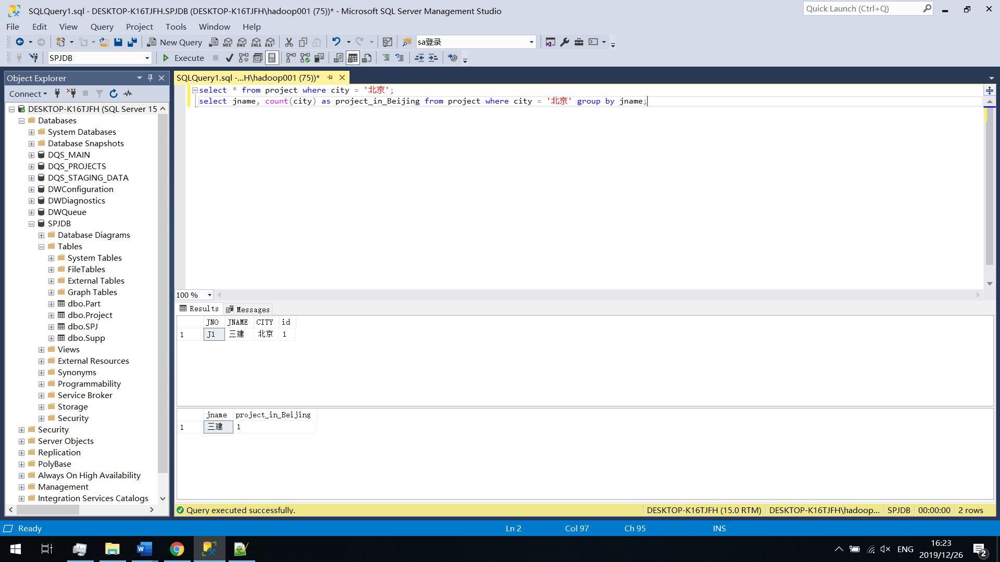 SQLQuery1.sql - DESKTOP-K16TJFH.SPJDB (DESKTOP-K16TJFH\hadoop001 (75))* - Microsoft SQL Server Management Studio
Quick Launch (Ctrl+Q)
File Edit View Query Project Tools Window Help
New Query MDX DMX XMLA DAX sa登录
SPJDB Execute
Object Explorer
SQLQuery1.sql -...H\hadoop001 (75))*
Connect
DESKTOP-K16TJFH (SQL Server 15
Databases
System Databases
Database Snapshots
DQS_MAIN
DQS_PROJECTS
DQS_STAGING_DATA
DWConfiguration
DWDiagnostics
DWQueue
SPJDB
Database Diagrams
Tables
System Tables
FileTables
External Tables
Graph Tables
dbo.Part
dbo.Project
dbo.SPJ
dbo.Supp
Views
External Resources
Synonyms
Programmability
Service Broker
Storage
Security
Security
Server Objects
Replication
PolyBase
Always On High Availability
Management
Integration Services Catalogs
select * from project where city = '北京';
select jname, count(city) as project_in_Beijing from project where city = '北京' group by jname;
100 %
Results Messages
JNO JNAME CITY id
1 J1 三建 北京 1
jname project_in_Beijing
1 三建 1
Query executed successfully. DESKTOP-K16TJFH (15.0 RTM) DESKTOP-K16TJFH\hadoop... SPJDB 00:00:00 2 rows
Ready Ln 2 Col 97 Ch 95 INS
ENG 16:23
2019/12/26 2